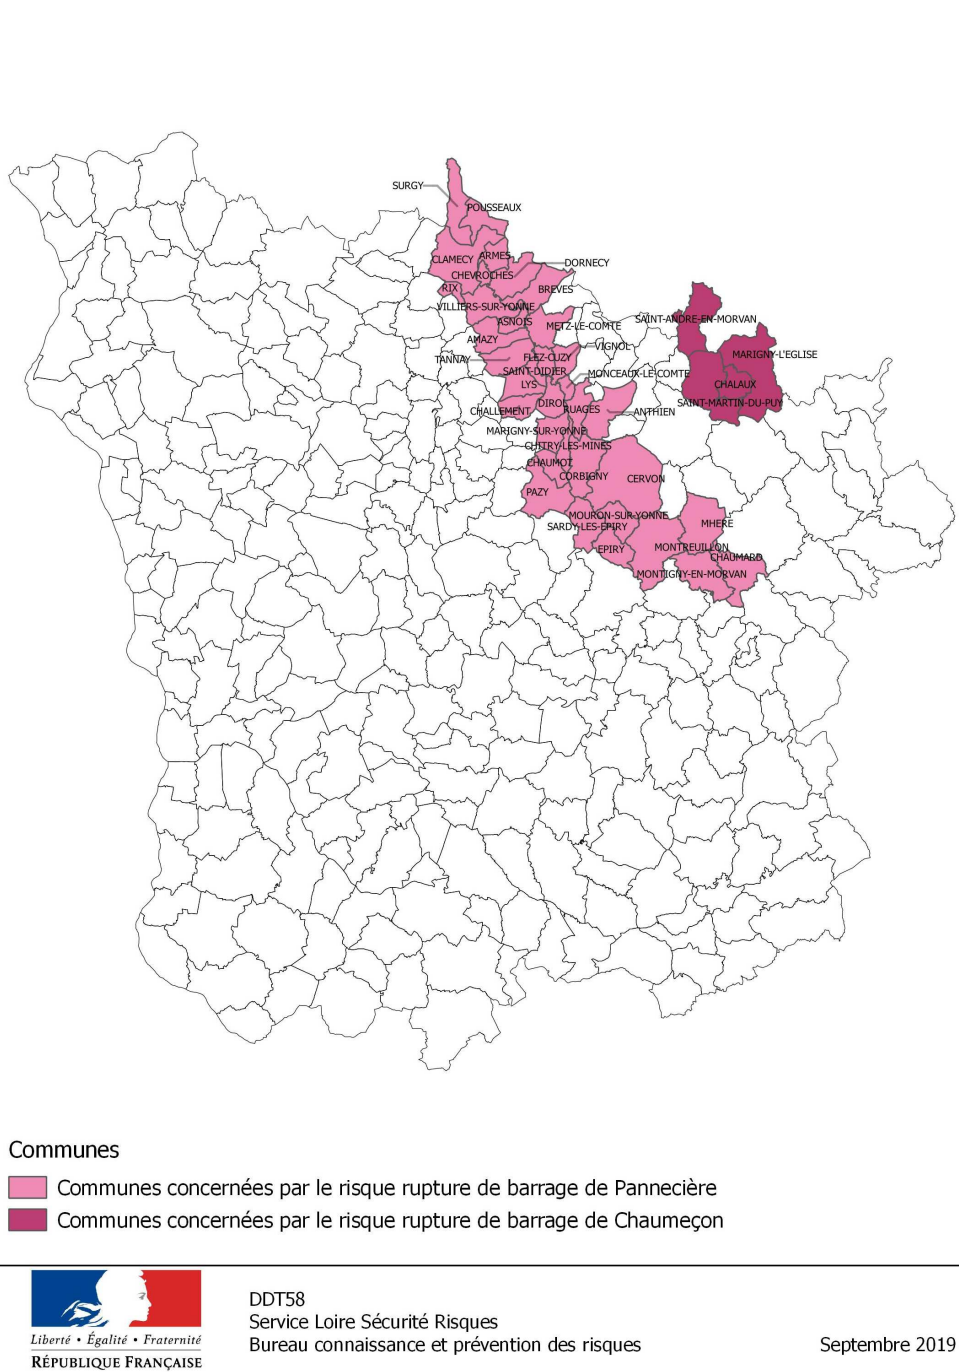 SURGY
POUSSEAUX
CLAMECY
ARMES
DORNECY
CHEVROCHES
RIX
BREVES
VILLIERS-SUR-YONNE
ASNOIS
METZ-LE-COMTE
SAINT-ANDRE-EN-MORVAN
AMAZY
VIGNOL
TANNAY
FLEZ-CUZY
MARIGNY-L'EGLISE
SAINT-DIDIER
MONCEAUX-LE-COMTE
LYS
CHALAUX
DIROL
SAINT-MARTIN-DU-PUY
CHALLEMENT
RUAGES
ANTHIEN
MARIGNY-SUR-YONNE
CHITRY-LES-MINES
CHAUMOT
CORBIGNY
CERVON
PAZY
MOURON-SUR-YONNE
SARDY-LES-EPIRY
MHERE
EPIRY
MONTREUILLON
CHAUMARD
MONTIGNY-EN-MORVAN
Communes
Communes concernées par le risque rupture de barrage de Pannecière
Communes concernées par le risque rupture de barrage de Chaumeçon
Liberté • Égalité • Fraternité
RÉPUBLIQUE FRANÇAISE
DDT58
Service Loire Sécurité Risques
Bureau connaissance et prévention des risques
Septembre 2019